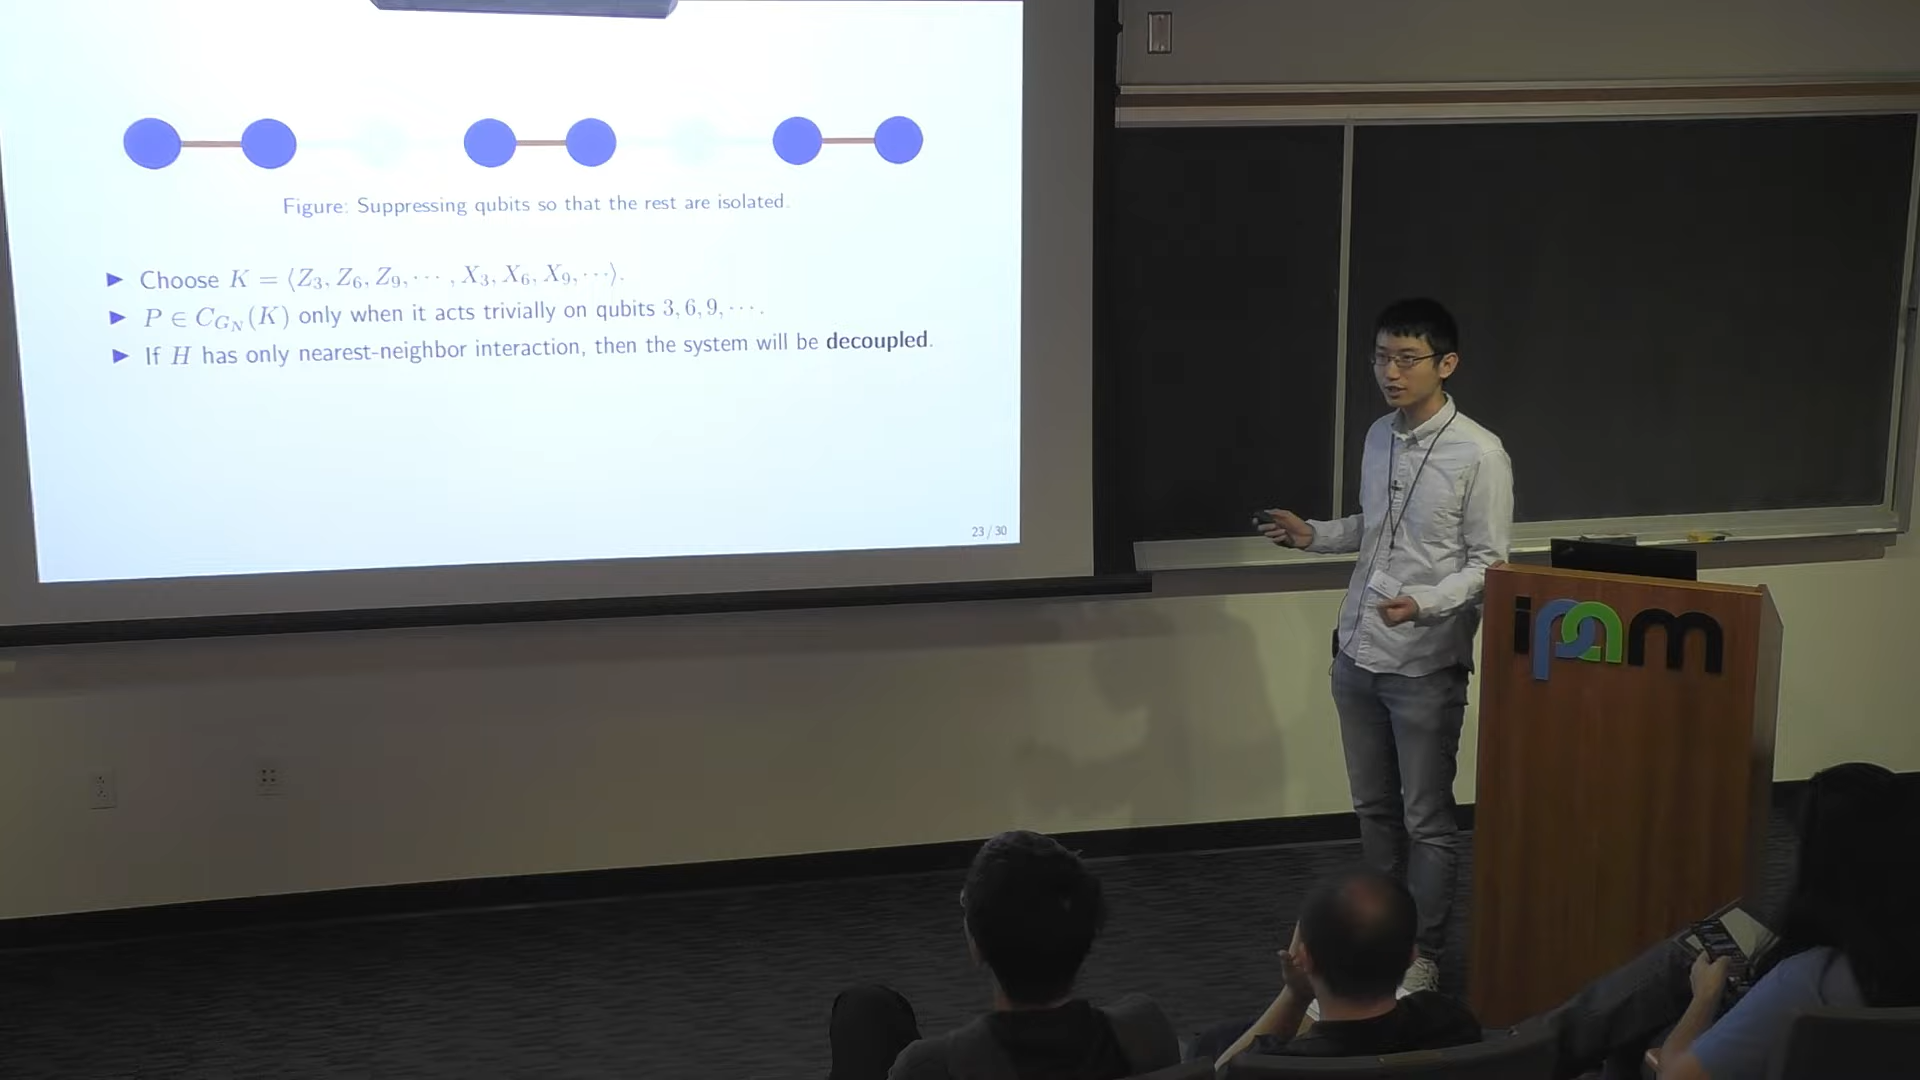 Figure: Suppressing qubits so that the rest are isolated.
▶ Choose K = ⟨Z₃, Z₆, Z₉, ⋯ , X₃, X₆, X₉, ⋯⟩.
▶ P ∈ C_{G_N}(K) only when it acts trivially on qubits 3, 6, 9, ⋯ .
▶ If H has only nearest-neighbor interaction, then the system will be decoupled.
23 / 30
ipam